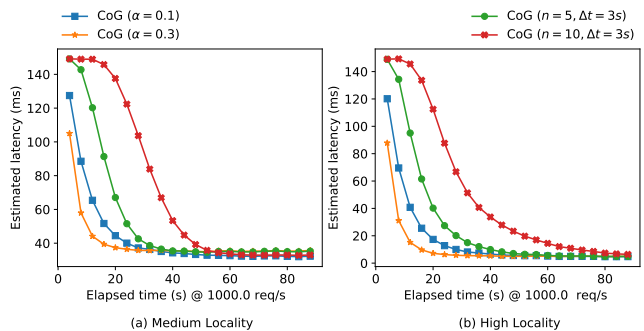 CoG (α = 0.1)
CoG (α = 0.3)
CoG (n = 5, Δt = 3s)
CoG (n = 10, Δt = 3s)
Estimated latency (ms)
140
120
100
80
60
40
0 20 40 60 80
Elapsed time (s) @ 1000.0 req/s
(a) Medium Locality
Estimated latency (ms)
140
120
100
80
60
40
20
0
0 20 40 60 80
Elapsed time (s) @ 1000.0 req/s
(b) High Locality